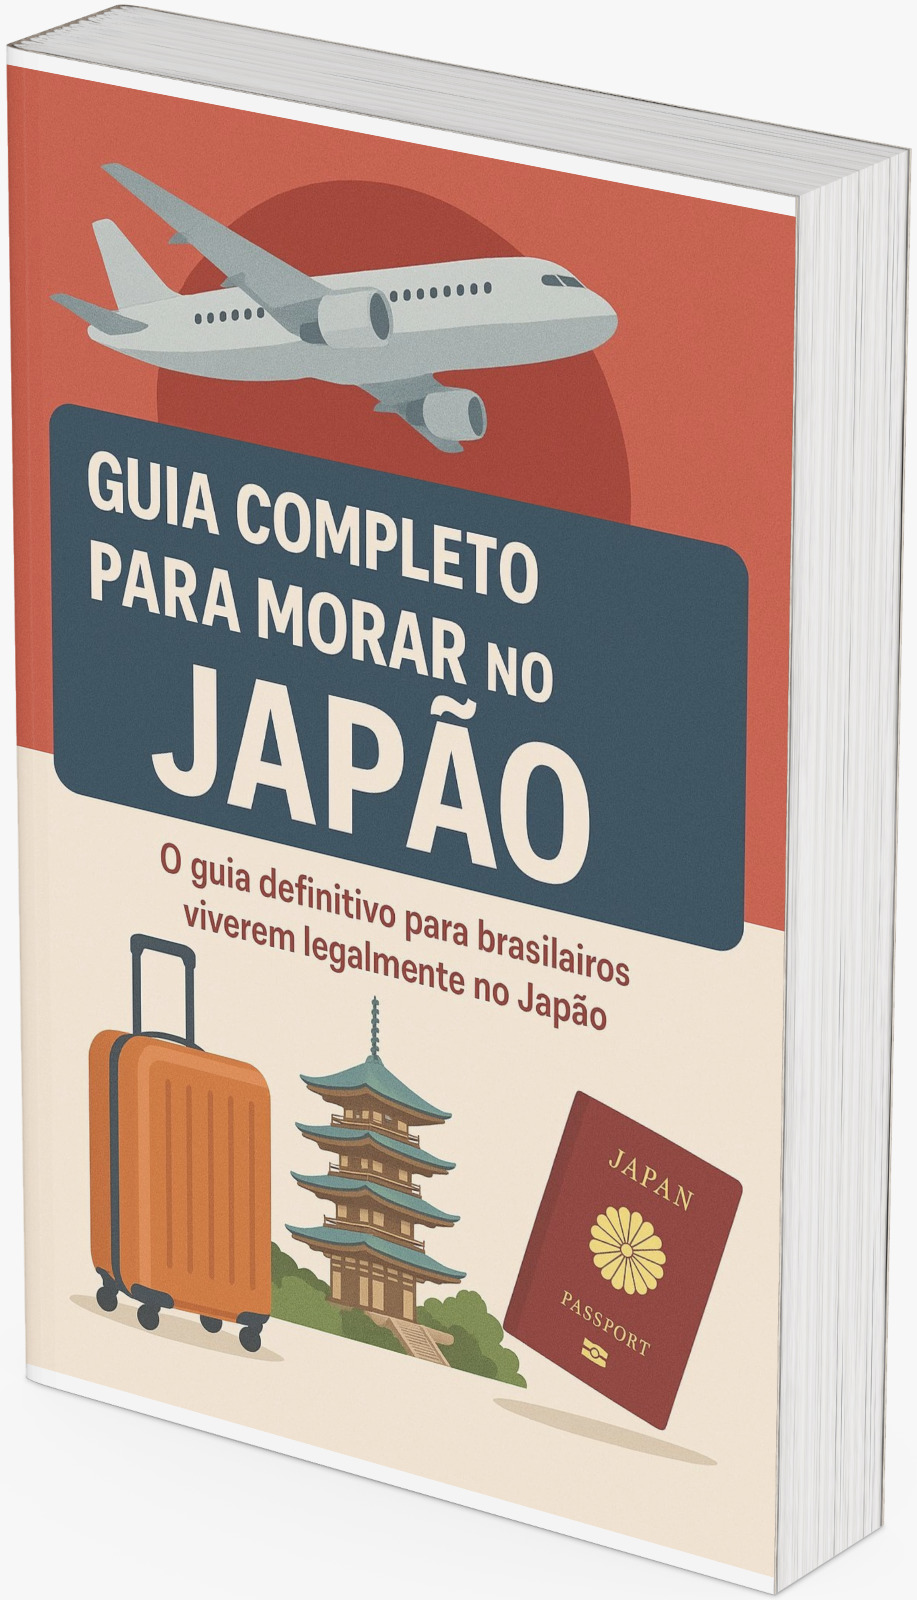 GUIA COMPLETO
PARA MORAR NO
JAPÃO
O guia definitivo para brasilairos
viverem legalmente no Japão
JAPAN
PASSPORT